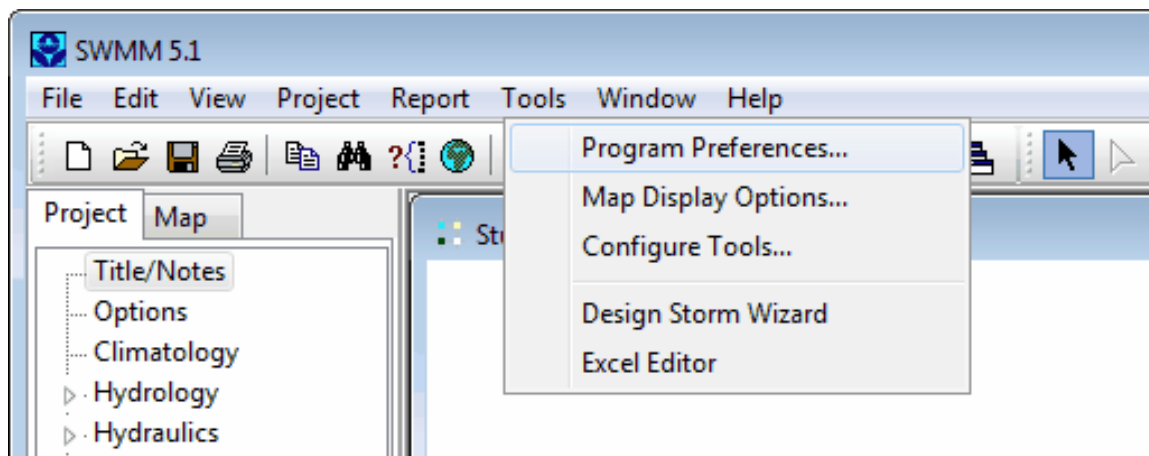 SWMM 5.1
File Edit View Project Report Tools Window Help
?{}
Program Preferences...
Map Display Options...
Configure Tools...
Design Storm Wizard
Excel Editor
Project Map
Title/Notes
Options
Climatology
Hydrology
Hydraulics